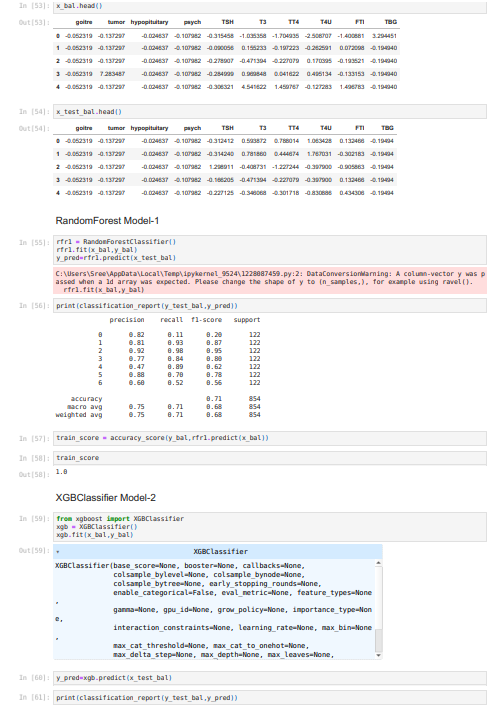 In [53]: x_bal.head()
Out[53]: goitre tumor hypopituitary psych TSH T3 TT4 T4U FTI TBG
0 -0.052319 -0.137297 -0.024637 -0.107982 -0.315458 -1.035358 -1.704935 -2.508707 -1.400881 3.294451
1 -0.052319 -0.137297 -0.024637 -0.107982 -0.090056 0.155233 -0.197223 -0.262591 0.072098 -0.194940
2 -0.052319 -0.137297 -0.024637 -0.107982 -0.278907 -0.471394 -0.227079 0.170395 -0.193521 -0.194940
3 -0.052319 7.283487 -0.024637 -0.107982 -0.284999 0.969848 0.041622 0.495134 -0.133153 -0.194940
4 -0.052319 -0.137297 -0.024637 -0.107982 -0.306321 4.541622 1.459767 -0.127283 1.496783 -0.194940
In [54]: x_test_bal.head()
Out[54]: goitre tumor hypopituitary psych TSH T3 TT4 T4U FTI TBG
0 -0.052319 -0.137297 -0.024637 -0.107982 -0.312412 0.593872 0.788014 1.063428 0.132466 -0.19494
1 -0.052319 -0.137297 -0.024637 -0.107982 -0.314240 0.781860 0.444674 1.767031 -0.302163 -0.19494
2 -0.052319 -0.137297 -0.024637 -0.107982 1.298911 -0.408731 -1.227244 -0.397900 -0.905863 -0.19494
3 -0.052319 -0.137297 -0.024637 -0.107982 -0.166205 -0.471394 -0.227079 -0.397900 0.132466 -0.19494
4 -0.052319 -0.137297 -0.024637 -0.107982 -0.227125 -0.346068 -0.301718 -0.830886 0.434306 -0.19494
RandomForest Model-1
In [55]: rfr1 = RandomForestClassifier()
rfr1.fit(x_bal,y_bal)
y_pred=rfr1.predict(x_test_bal)
C:\Users\Sree\AppData\Local\Temp\ipykernel_9524\1228087459.py:2: DataConversionWarning: A column-vector y was p
assed when a 1d array was expected. Please change the shape of y to (n_samples,), for example using ravel().
rfr1.fit(x_bal,y_bal)
In [56]: print(classification_report(y_test_bal,y_pred))
precision recall f1-score support
0 0.82 0.11 0.20 122
1 0.81 0.93 0.87 122
2 0.92 0.98 0.95 122
3 0.77 0.84 0.80 122
4 0.47 0.89 0.62 122
5 0.88 0.70 0.78 122
6 0.60 0.52 0.56 122
accuracy 0.71 854
macro avg 0.75 0.71 0.68 854
weighted avg 0.75 0.71 0.68 854
In [57]: train_score = accuracy_score(y_bal,rfr1.predict(x_bal))
In [58]: train_score
Out[58]: 1.0
XGBClassifier Model-2
In [59]: from xgboost import XGBClassifier
xgb = XGBClassifier()
xgb.fit(x_bal,y_bal)
Out[59]: XGBClassifier
XGBClassifier(base_score=None, booster=None, callbacks=None,
colsample_bylevel=None, colsample_bynode=None,
colsample_bytree=None, early_stopping_rounds=None,
enable_categorical=False, eval_metric=None, feature_types=None
,
gamma=None, gpu_id=None, grow_policy=None, importance_type=Non
e,
interaction_constraints=None, learning_rate=None, max_bin=None
,
max_cat_threshold=None, max_cat_to_onehot=None,
max_delta_step=None, max_depth=None, max_leaves=None,
In [60]: y_pred=xgb.predict(x_test_bal)
In [61]: print(classification_report(y_test_bal,y_pred))